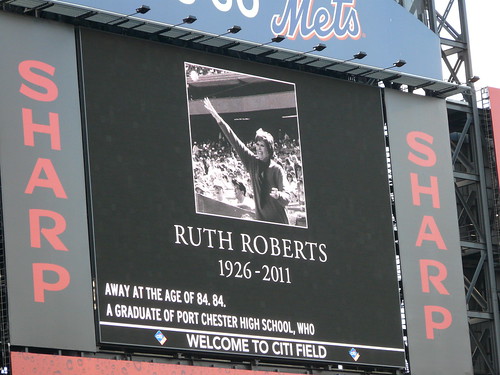 Mets
SHARP
SHARP
RUTH ROBERTS
1926-2011
AWAY AT THE AGE OF 84. 84.
A GRADUATE OF PORT CHESTER HIGH SCHOOL, WHO
WELCOME TO CITI FIELD